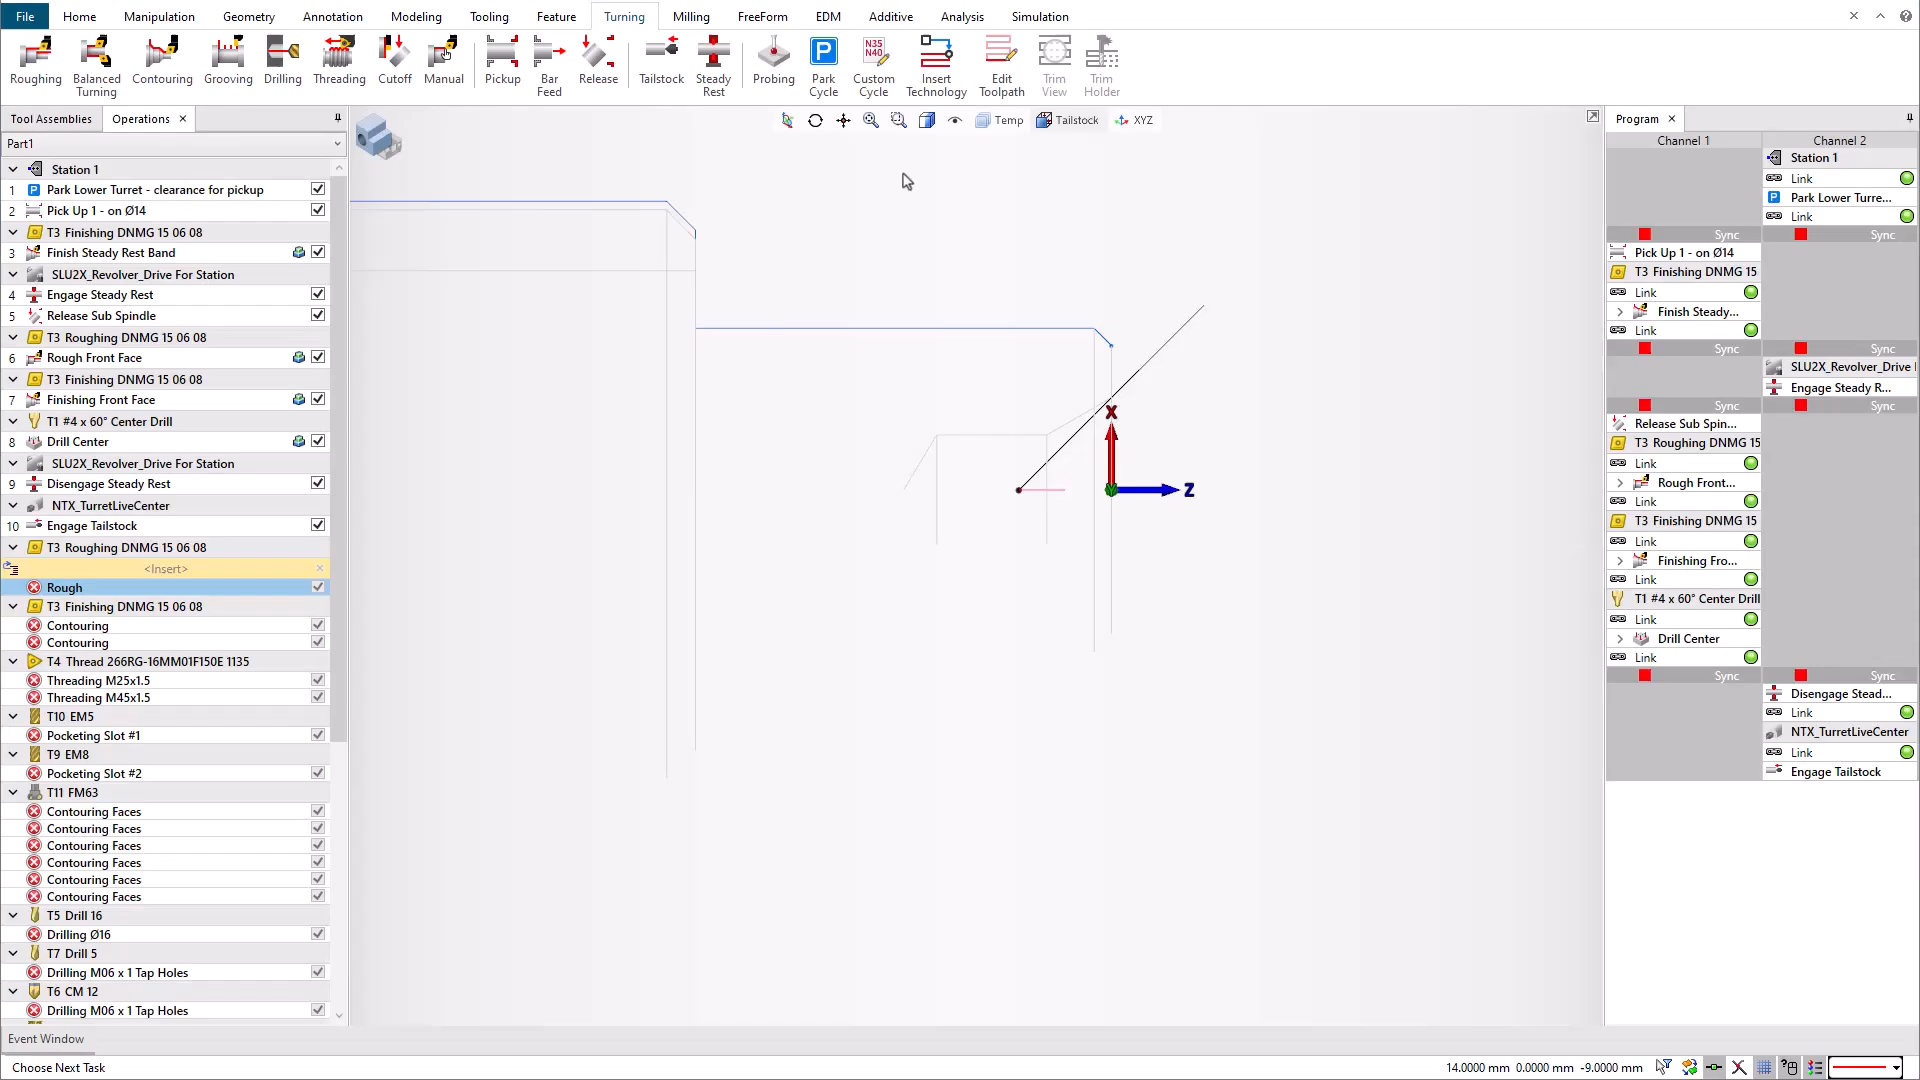 File Home Manipulation Geometry Annotation Modeling Tooling Feature Turning Milling FreeForm EDM Additive Analysis Simulation
Roughing Balanced Turning Contouring Grooving Drilling Threading Cutoff Manual Pickup Bar Feed Release Tailstock Steady Rest Probing Park Cycle Custom Cycle Insert Technology Edit Toolpath Trim View Trim Holder
N35
N40
P
Tool Assemblies Operations
Temp Tailstock XYZ
Program
Part1
Station 1
1 P Park Lower Turret - clearance for pickup
2 Pick Up 1 - on Ø14
T3 Finishing DNMG 15 06 08
3 Finish Steady Rest Band
SLU2X_Revolver_Drive For Station
4 Engage Steady Rest
5 Release Sub Spindle
T3 Roughing DNMG 15 06 08
6 Rough Front Face
T3 Finishing DNMG 15 06 08
7 Finishing Front Face
T1 #4 x 60° Center Drill
8 Drill Center
SLU2X_Revolver_Drive For Station
9 Disengage Steady Rest
NTX_TurretLiveCenter
10 Engage Tailstock
T3 Roughing DNMG 15 06 08
<Insert>
Rough
T3 Finishing DNMG 15 06 08
Contouring
Contouring
T4 Thread 266RG-16MM01F150E 1135
Threading M25x1.5
Threading M45x1.5
T10 EM5
Pocketing Slot #1
T9 EM8
Pocketing Slot #2
T11 FM63
Contouring Faces
Contouring Faces
Contouring Faces
Contouring Faces
Contouring Faces
Contouring Faces
T5 Drill 16
Drilling Ø16
T7 Drill 5
Drilling M06 x 1 Tap Holes
T6 CM 12
Drilling M06 x 1 Tap Holes
X
Z
Channel 1 Channel 2
Station 1
Link
P Park Lower Turre...
Link
Sync Sync
Pick Up 1 - on Ø14
T3 Finishing DNMG 15
Link
Finish Steady...
Link
Sync Sync
SLU2X_Revolver_Drive
Engage Steady R...
Sync Sync
Release Sub Spin...
T3 Roughing DNMG 15
Link
Rough Front...
Link
T3 Finishing DNMG 15
Link
Finishing Fro...
Link
T1 #4 x 60° Center Drill
Link
Drill Center
Link
Sync Sync
Disengage Stead...
Link
NTX_TurretLiveCenter
Link
Engage Tailstock
Event Window
Choose Next Task
14.0000 mm 0.0000 mm -9.0000 mm